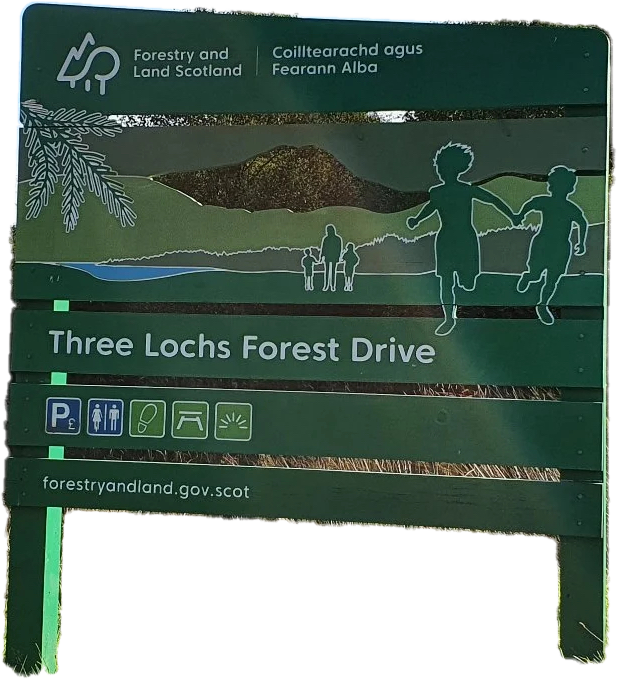 Forestry and
Land Scotland
Coilltearachd agus
Fearann Alba
Three Lochs Forest Drive
P£
forestryandland.gov.scot